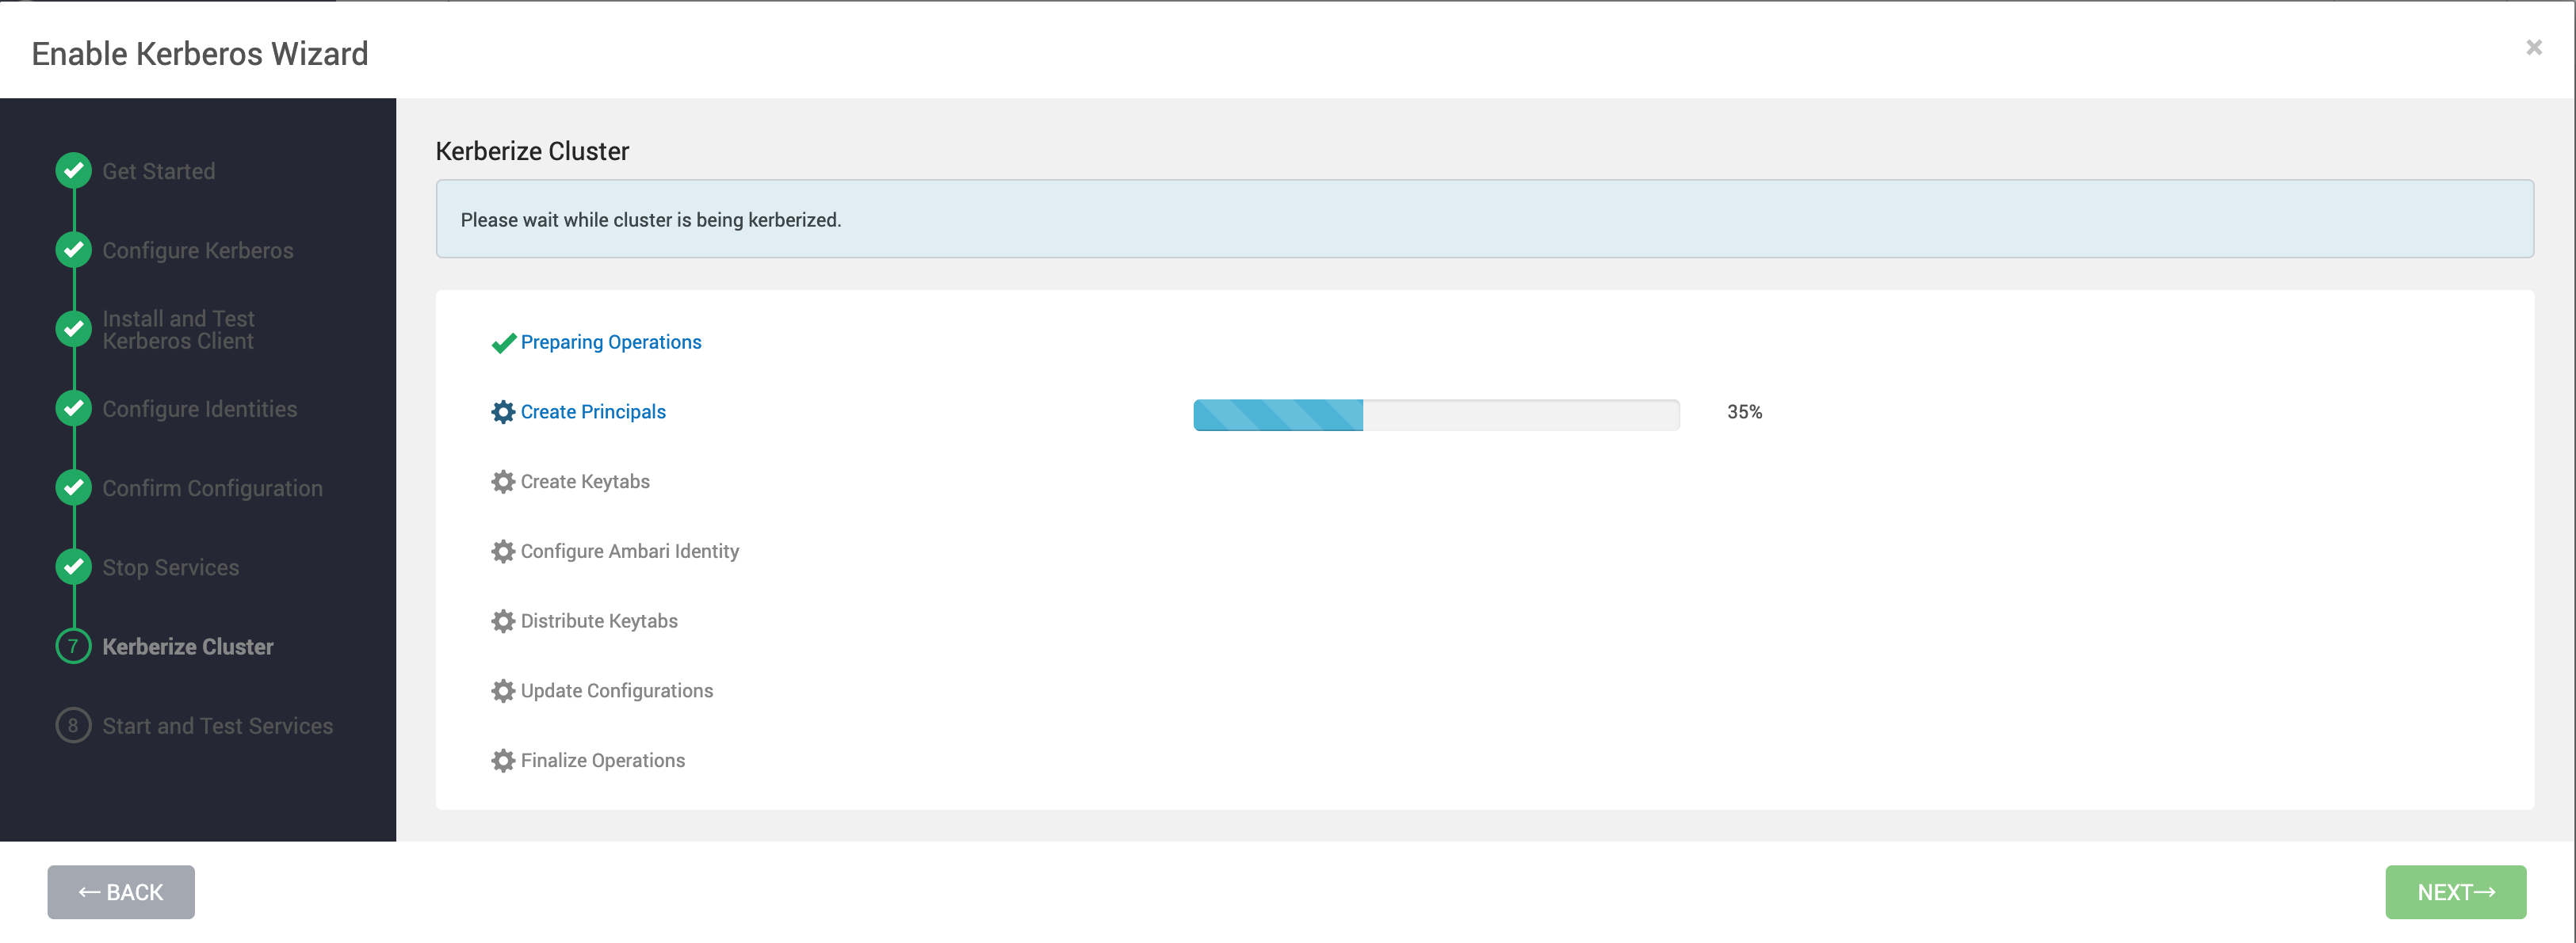 Enable Kerberos Wizard
×
Get Started
Configure Kerberos
Install and Test
Kerberos Client
Configure Identities
Confirm Configuration
Stop Services
7 Kerberize Cluster
8 Start and Test Services
Kerberize Cluster
Please wait while cluster is being kerberized.
Preparing Operations
Create Principals 35%
Create Keytabs
Configure Ambari Identity
Distribute Keytabs
Update Configurations
Finalize Operations
← BACK
NEXT→